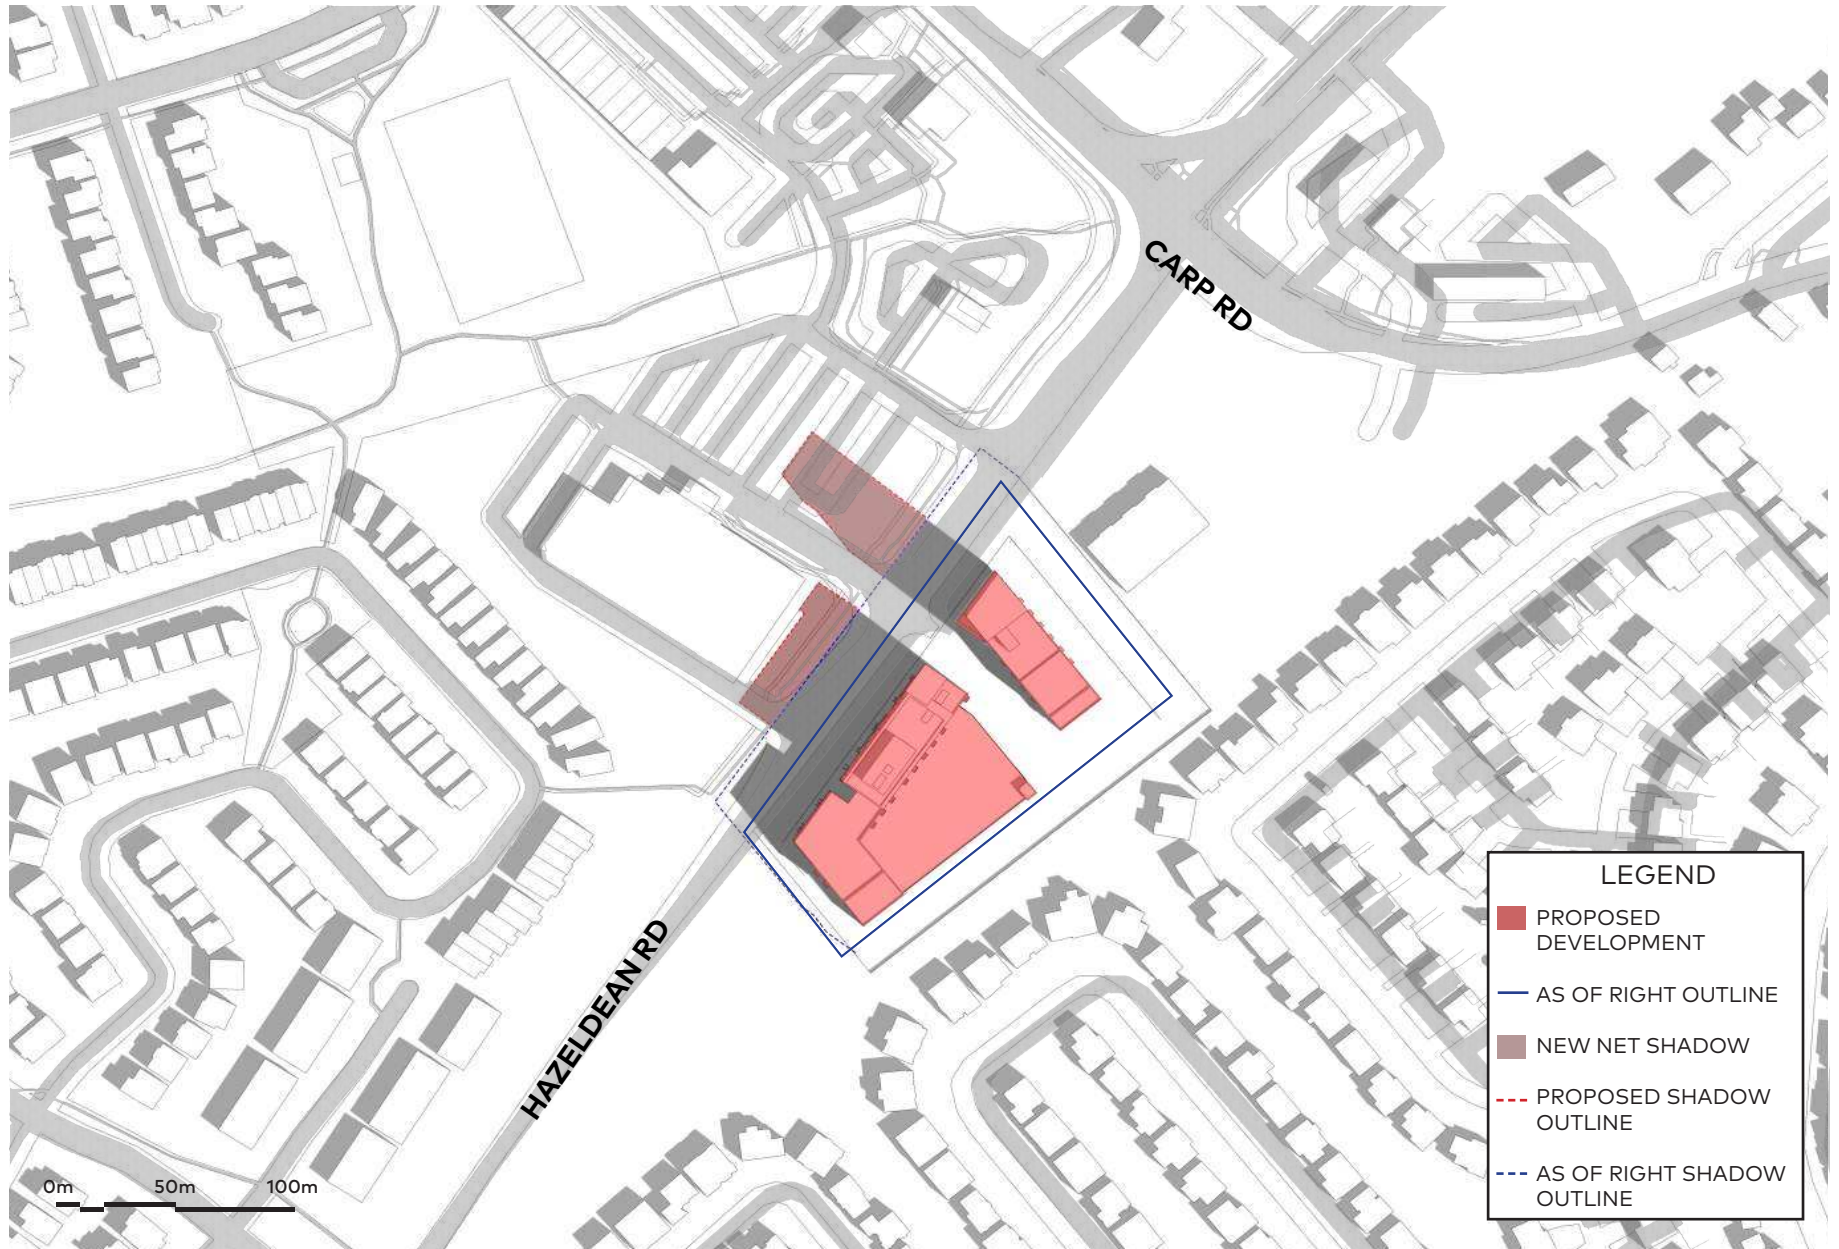 CARP RD
HAZELDEAN RD
LEGEND
PROPOSED
DEVELOPMENT
AS OF RIGHT OUTLINE
NEW NET SHADOW
PROPOSED SHADOW
OUTLINE
AS OF RIGHT SHADOW
OUTLINE
0m 50m 100m